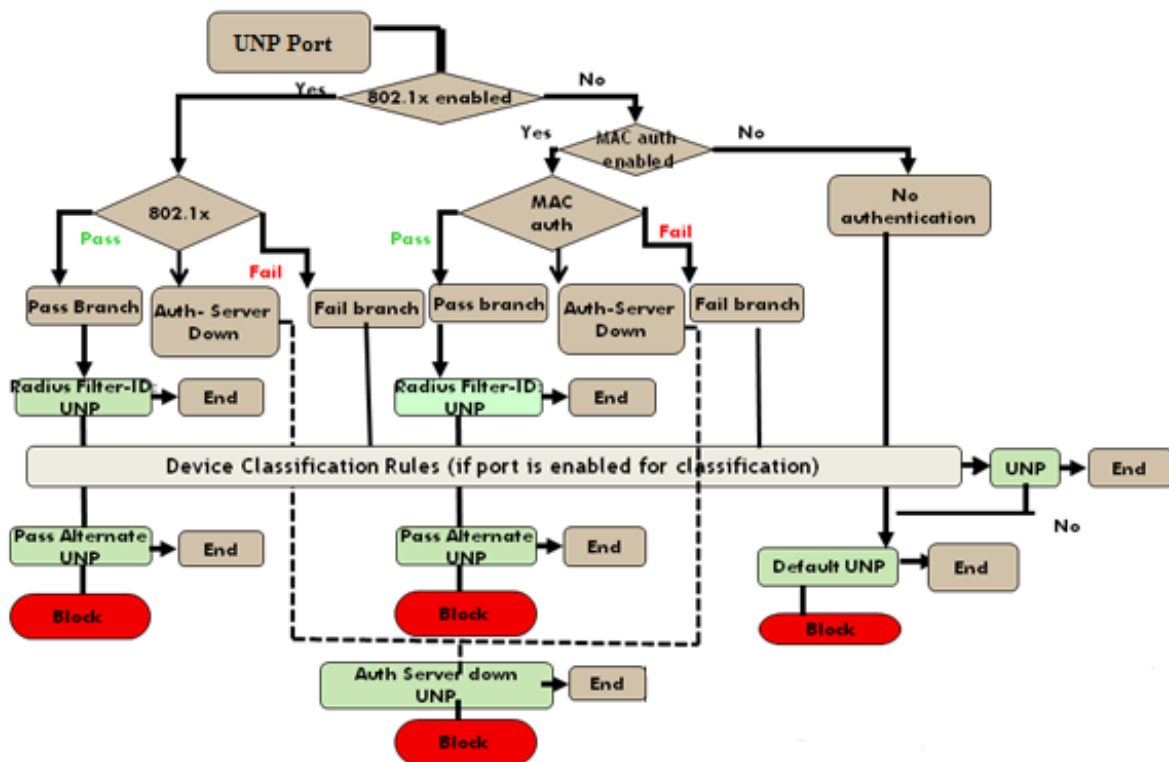 UNP Port
Yes
802.1x enabled
No
Yes
MAC auth
enabled
No
802.1x
MAC
auth
No
authentication
Pass
Fail
Pass
Fail
Pass Branch
Auth- Server
Down
Fail branch
Pass branch
Auth-Server
Down
Fail branch
Radius Filter-ID:
UNP
End
Radius Filter-ID:
UNP
End
Device Classification Rules (if port is enabled for classification)
UNP
End
No
Pass Alternate
UNP
End
Pass Alternate
UNP
End
Default UNP
End
Block
Block
Block
Auth Server down
UNP
End
Block